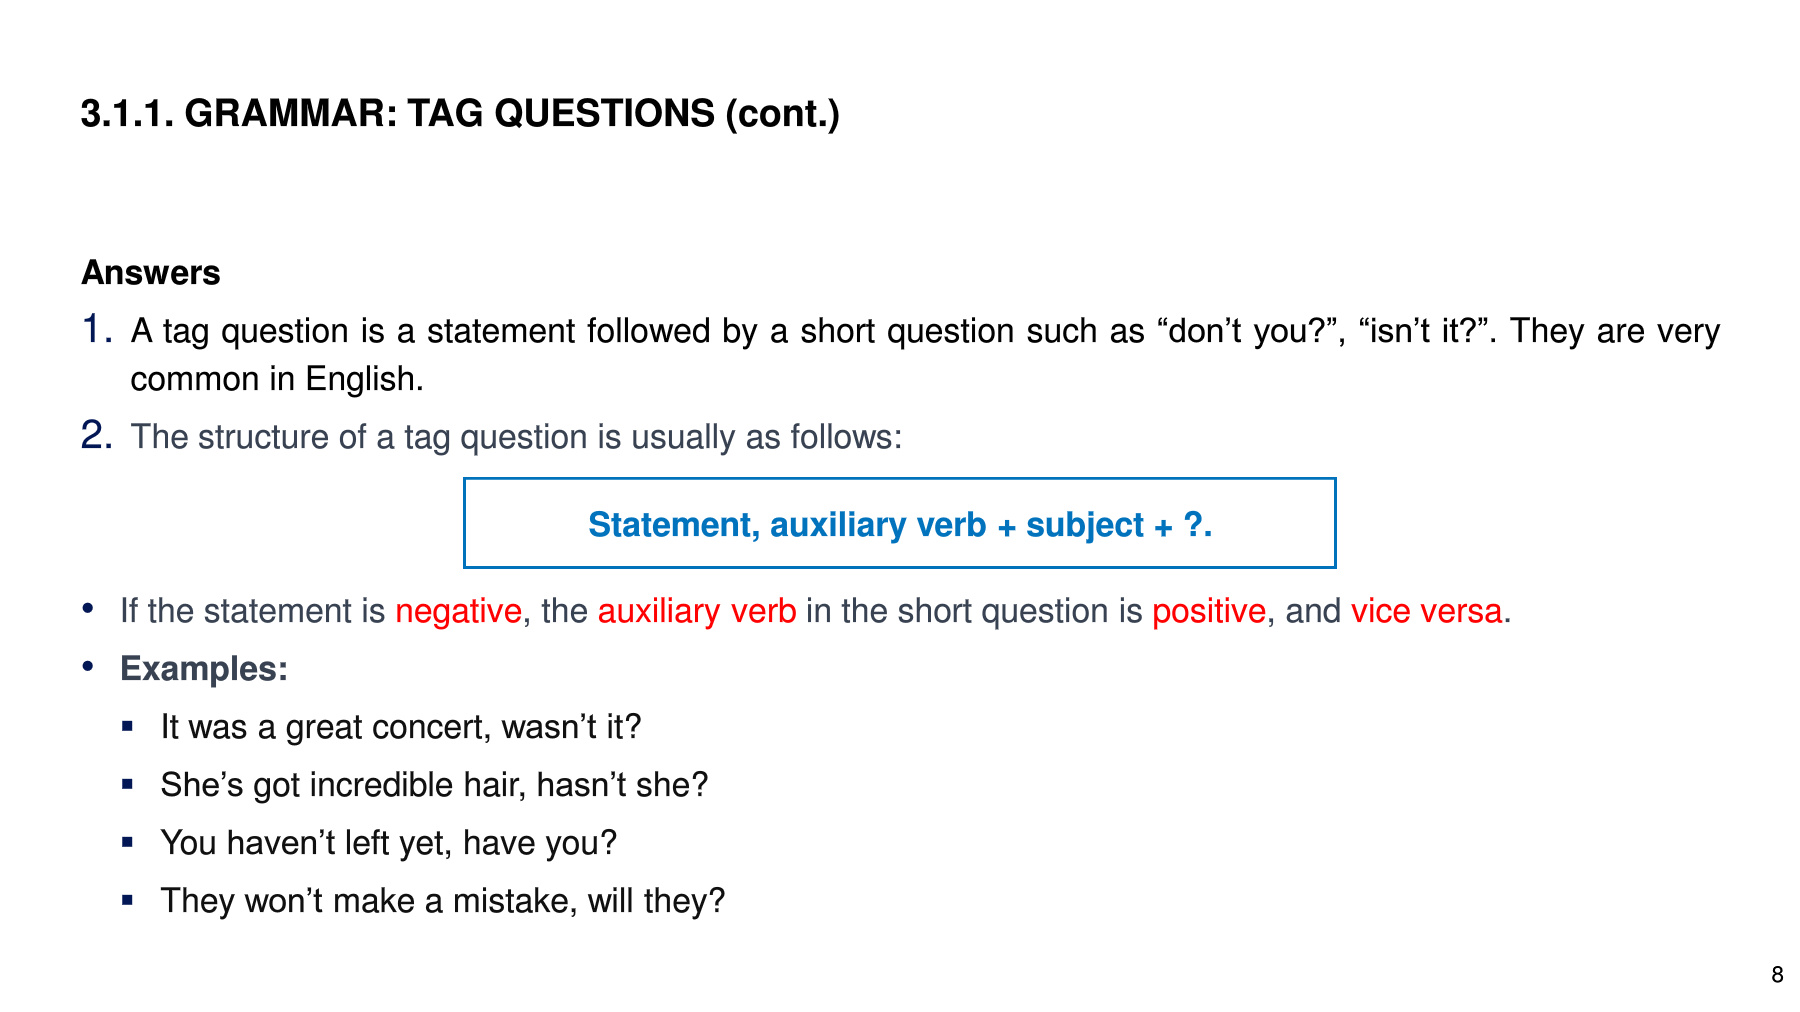 3.1.1. GRAMMAR: TAG QUESTIONS (cont.)
Answers
1. A tag question is a statement followed by a short question such as “don’t you?”, “isn’t it?”. They are very
common in English.
2. The structure of a tag question is usually as follows:
Statement, auxiliary verb + subject + ?.
• If the statement is negative, the auxiliary verb in the short question is positive, and vice versa.
• Examples:
▪ It was a great concert, wasn’t it?
▪ She’s got incredible hair, hasn’t she?
▪ You haven’t left yet, have you?
▪ They won’t make a mistake, will they?
8